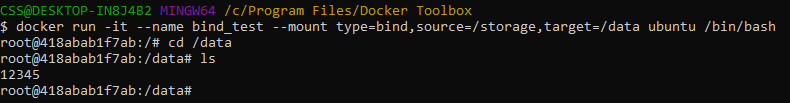 CSS@DESKTOP-IN8J4B2 MINGW64 /c/Program Files/Docker Toolbox
$ docker run -it --name bind_test --mount type=bind,source=/storage,target=/data ubuntu /bin/bash
root@418abab1f7ab:/# cd /data
root@418abab1f7ab:/data# ls
12345
root@418abab1f7ab:/data#